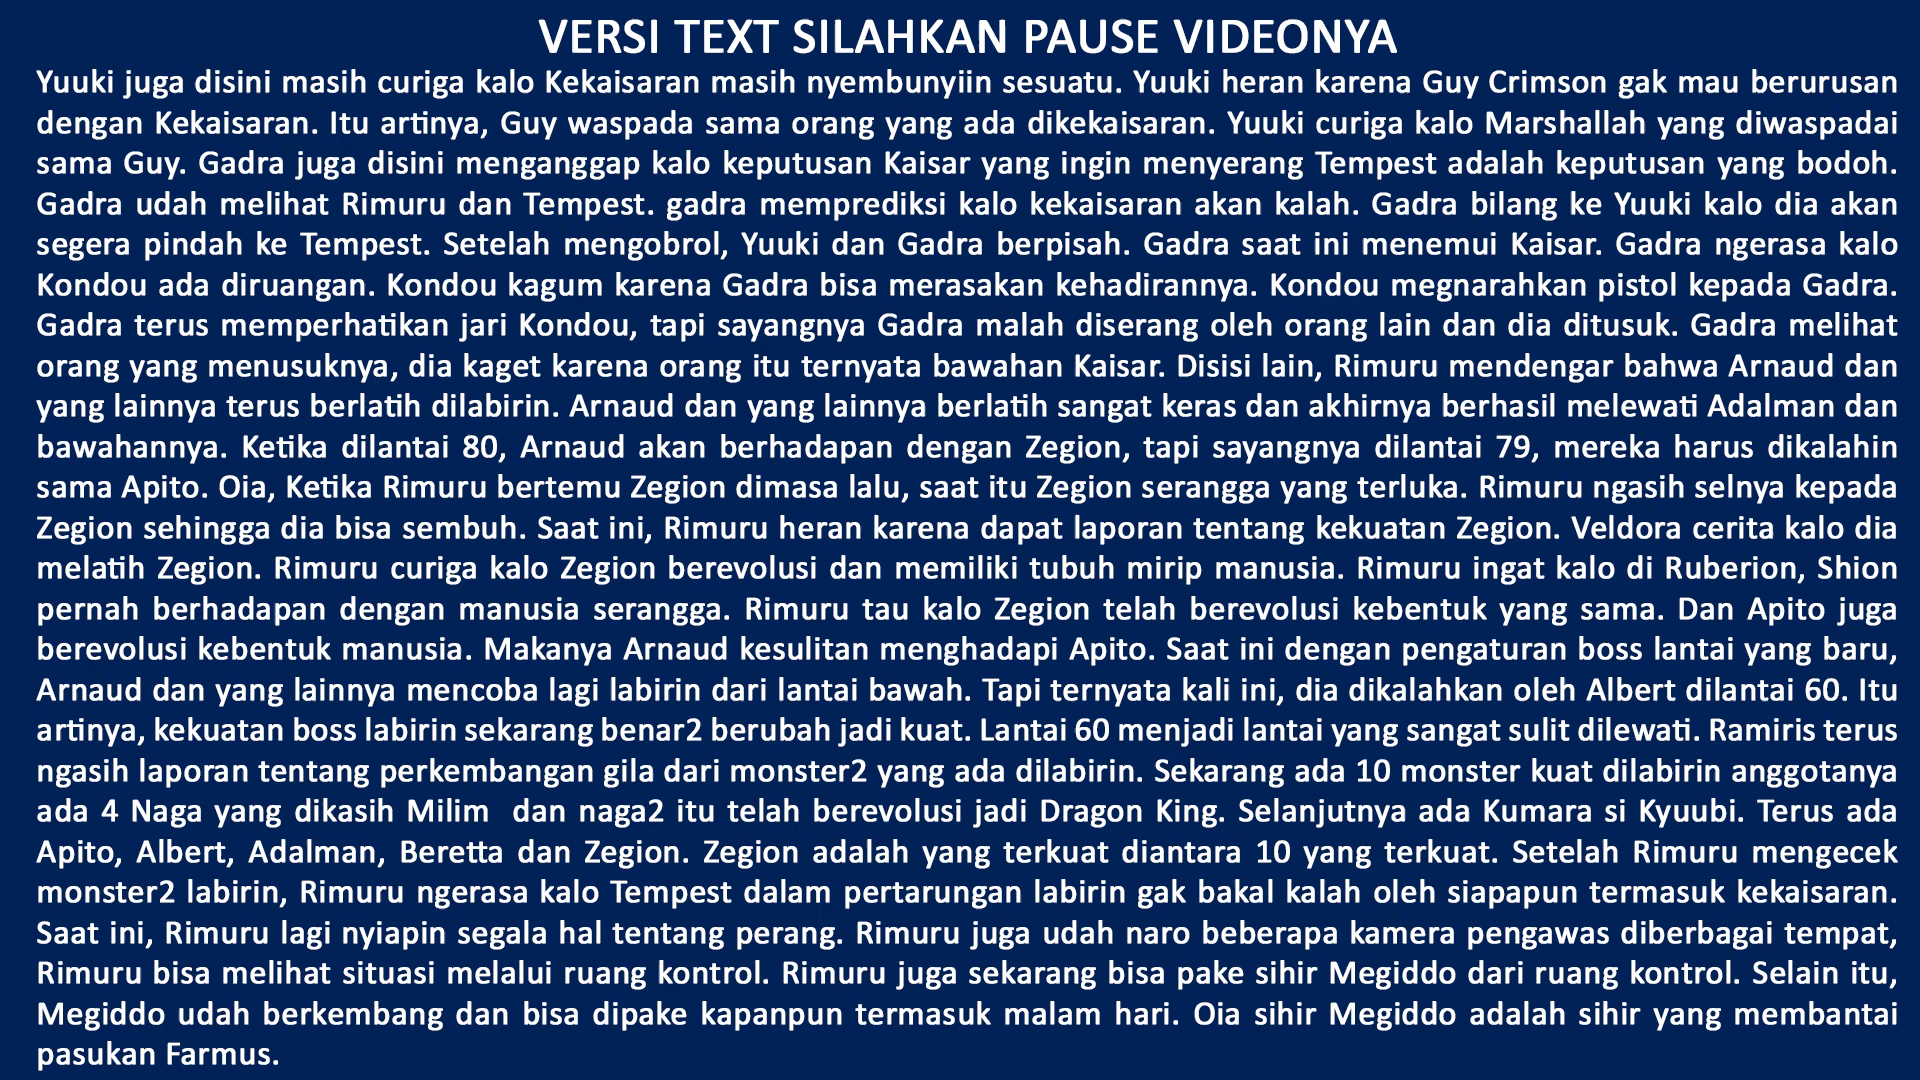 VERSI TEXT SILAHKAN PAUSE VIDEONYA
Yuuki juga disini masih curiga kalo Kekaisaran masih nyembunyiin sesuatu. Yuuki heran karena Guy Crimson gak mau berurusan
dengan Kekaisaran. Itu artinya, Guy waspada sama orang yang ada dikekaisaran. Yuuki curiga kalo Marshallah yang diwaspadai
sama Guy. Gadra juga disini menganggap kalo keputusan Kaisar yang ingin menyerang Tempest adalah keputusan yang bodoh.
Gadra udah melihat Rimuru dan Tempest. gadra memprediksi kalo kekaisaran akan kalah. Gadra bilang ke Yuuki kalo dia akan
segera pindah ke Tempest. Setelah mengobrol, Yuuki dan Gadra berpisah. Gadra saat ini menemui Kaisar. Gadra ngerasa kalo
Kondou ada diruangan. Kondou kagum karena Gadra bisa merasakan kehadirannya. Kondou megnarahkan pistol kepada Gadra.
Gadra terus memperhatikan jari Kondou, tapi sayangnya Gadra malah diserang oleh orang lain dan dia ditusuk. Gadra melihat
orang yang menusuknya, dia kaget karena orang itu ternyata bawahan Kaisar. Disisi lain, Rimuru mendengar bahwa Arnaud dan
yang lainnya terus berlatih dilabirin. Arnaud dan yang lainnya berlatih sangat keras dan akhirnya berhasil melewati Adalman dan
bawahannya. Ketika dilantai 80, Arnaud akan berhadapan dengan Zegion, tapi sayangnya dilantai 79, mereka harus dikalahin
sama Apito. Oia, Ketika Rimuru bertemu Zegion dimasa lalu, saat itu Zegion serangga yang terluka. Rimuru ngasih selnya kepada
Zegion sehingga dia bisa sembuh. Saat ini, Rimuru heran karena dapat laporan tentang kekuatan Zegion. Veldora cerita kalo dia
melatih Zegion. Rimuru curiga kalo Zegion berevolusi dan memiliki tubuh mirip manusia. Rimuru ingat kalo di Ruberion, Shion
pernah berhadapan dengan manusia serangga. Rimuru tau kalo Zegion telah berevolusi kebentuk yang sama. Dan Apito juga
berevolusi kebentuk manusia. Makanya Arnaud kesulitan menghadapi Apito. Saat ini dengan pengaturan boss lantai yang baru,
Arnaud dan yang lainnya mencoba lagi labirin dari lantai bawah. Tapi ternyata kali ini, dia dikalahkan oleh Albert dilantai 60. Itu
artinya, kekuatan boss labirin sekarang benar2 berubah jadi kuat. Lantai 60 menjadi lantai yang sangat sulit dilewati. Ramiris terus
ngasih laporan tentang perkembangan gila dari monster2 yang ada dilabirin. Sekarang ada 10 monster kuat dilabirin anggotanya
ada 4 Naga yang dikasih Milim  dan naga2 itu telah berevolusi jadi Dragon King. Selanjutnya ada Kumara si Kyuubi. Terus ada
Apito, Albert, Adalman, Beretta dan Zegion. Zegion adalah yang terkuat diantara 10 yang terkuat. Setelah Rimuru mengecek
monster2 labirin, Rimuru ngerasa kalo Tempest dalam pertarungan labirin gak bakal kalah oleh siapapun termasuk kekaisaran.
Saat ini, Rimuru lagi nyiapin segala hal tentang perang. Rimuru juga udah naro beberapa kamera pengawas diberbagai tempat,
Rimuru bisa melihat situasi melalui ruang kontrol. Rimuru juga sekarang bisa pake sihir Megiddo dari ruang kontrol. Selain itu,
Megiddo udah berkembang dan bisa dipake kapanpun termasuk malam hari. Oia sihir Megiddo adalah sihir yang membantai
pasukan Farmus.